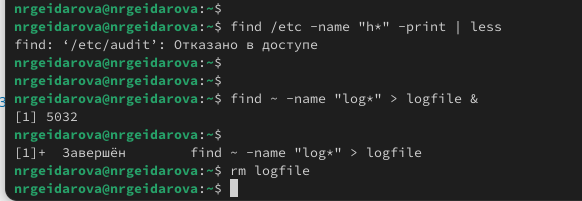 nrgeidarova@nrgeidarova:~$
nrgeidarova@nrgeidarova:~$ find /etc -name "h*" -print | less
find: ‘/etc/audit’: Отказано в доступе
nrgeidarova@nrgeidarova:~$
nrgeidarova@nrgeidarova:~$
nrgeidarova@nrgeidarova:~$ find ~ -name "log*" > logfile &
[1] 5032
nrgeidarova@nrgeidarova:~$
[1]+  Завершён        find ~ -name "log*" > logfile
nrgeidarova@nrgeidarova:~$ rm logfile
nrgeidarova@nrgeidarova:~$